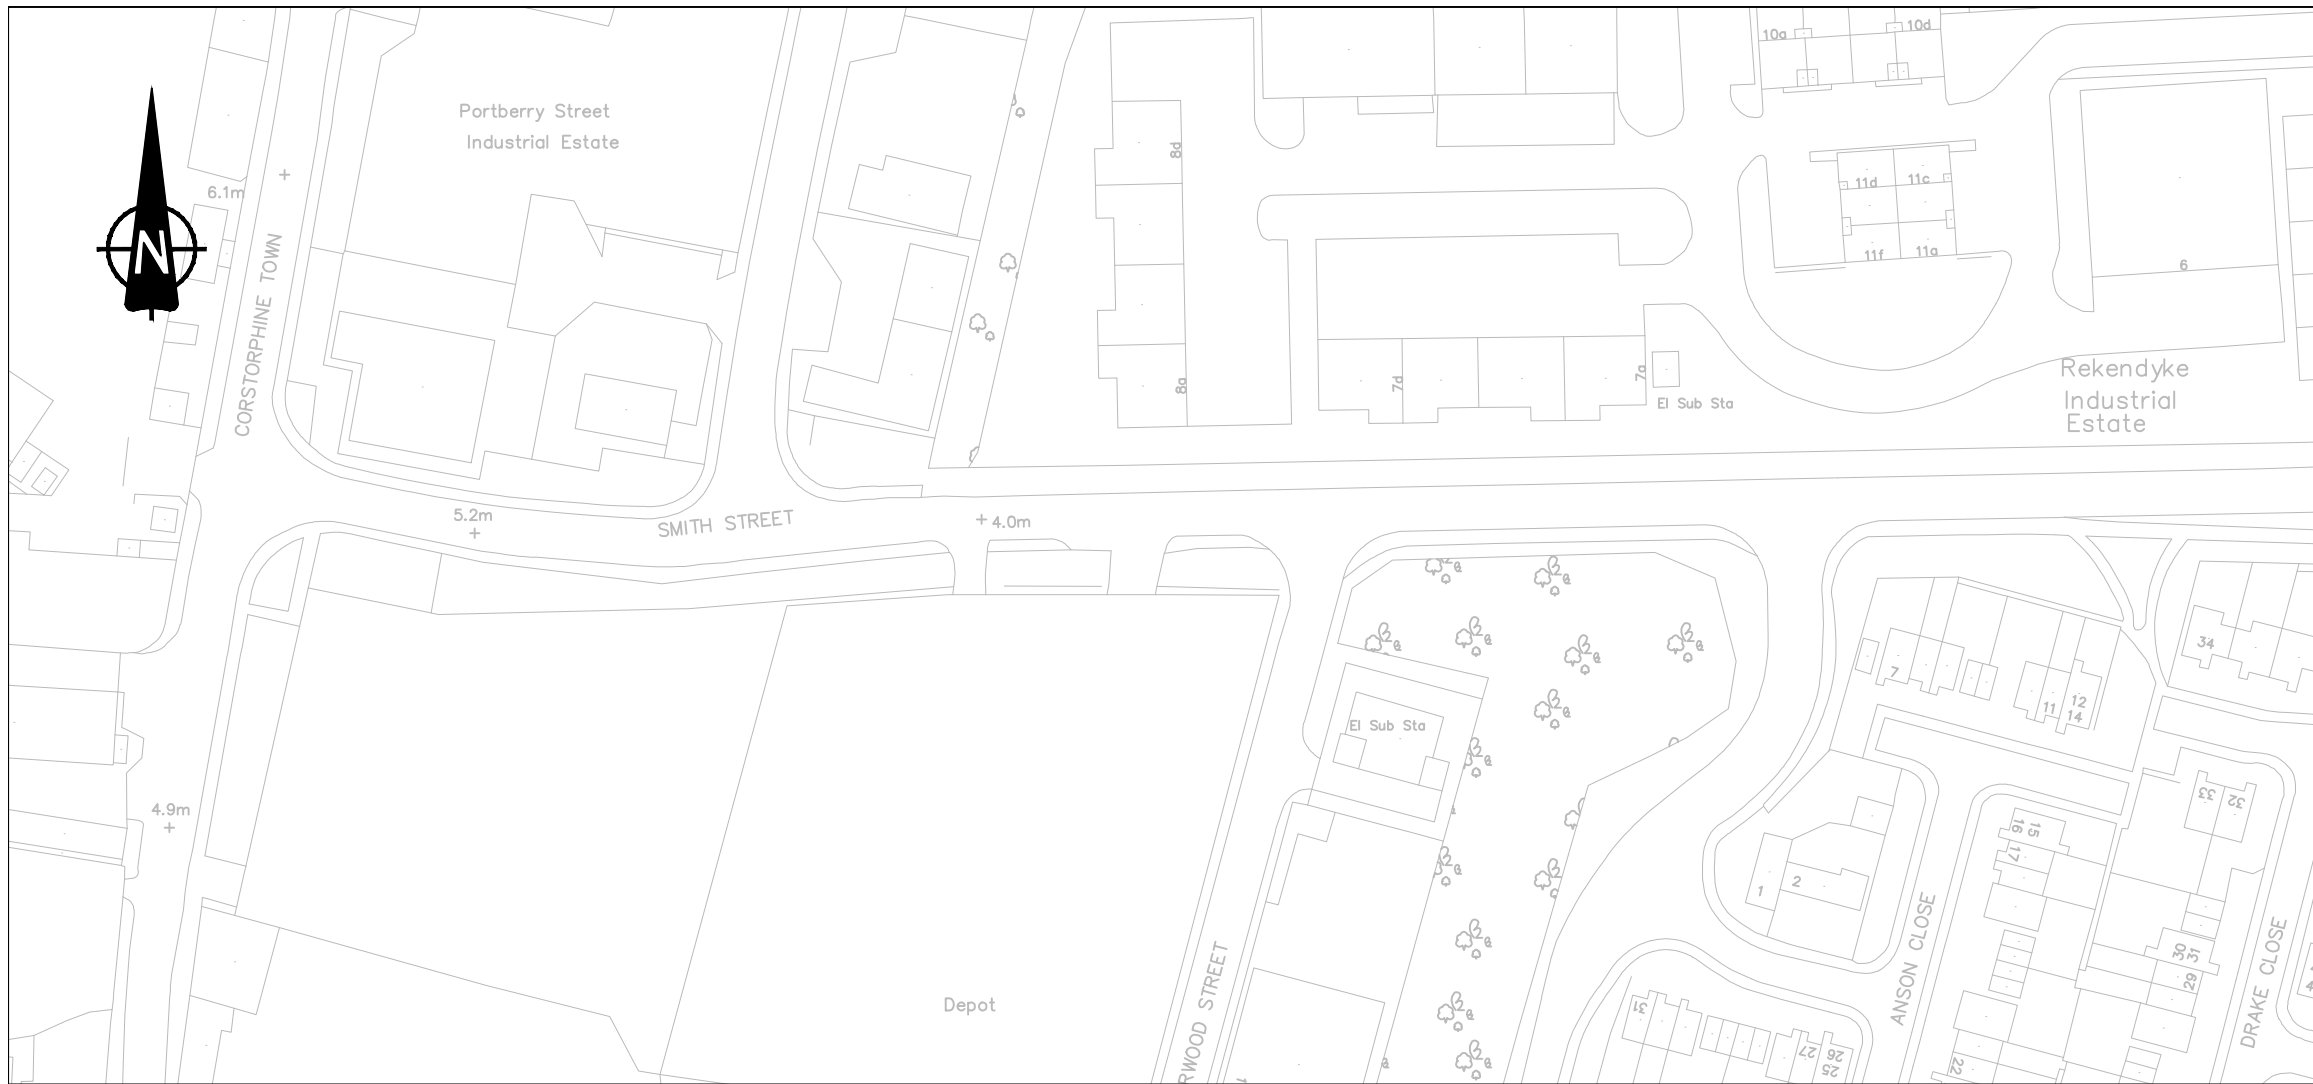 10a
10d
Portberry Street
Industrial Estate
8d
6.1m
11d
11c
N
11f
11a
6
CORSTORPHINE TOWN
Rekendyke
Industrial
Estate
8a
7d
7a
El Sub Sta
5.2m
SMITH STREET
4.0m
34
7
12
11
14
El Sub Sta
33
32
4.9m
16
15
17
1
2
ANSON CLOSE
30
31
29
DRAKE CLOSE
Depot
RWOOD STREET
31
27
26
25
22